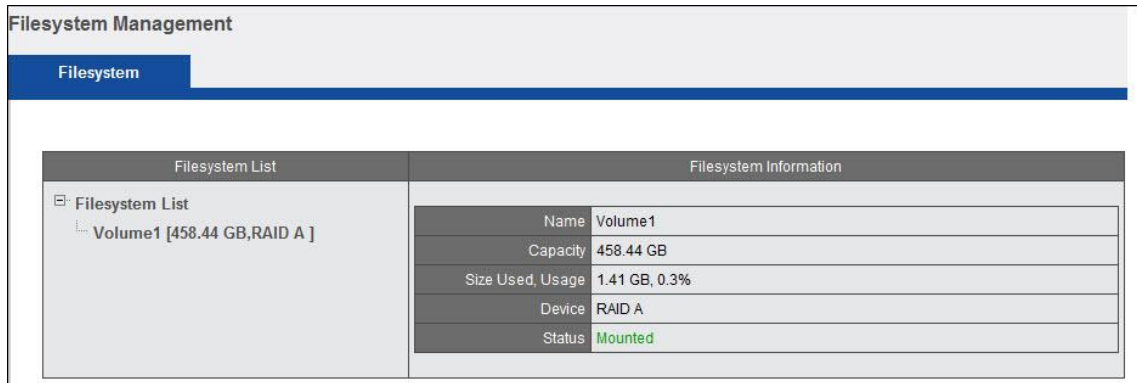 Filesystem Management
Filesystem
Filesystem List
Filesystem Information
Filesystem List
Volume1 [458.44 GB,RAID A ]
Name Volume1
Capacity 458.44 GB
Size Used, Usage 1.41 GB, 0.3%
Device RAID A
Status Mounted